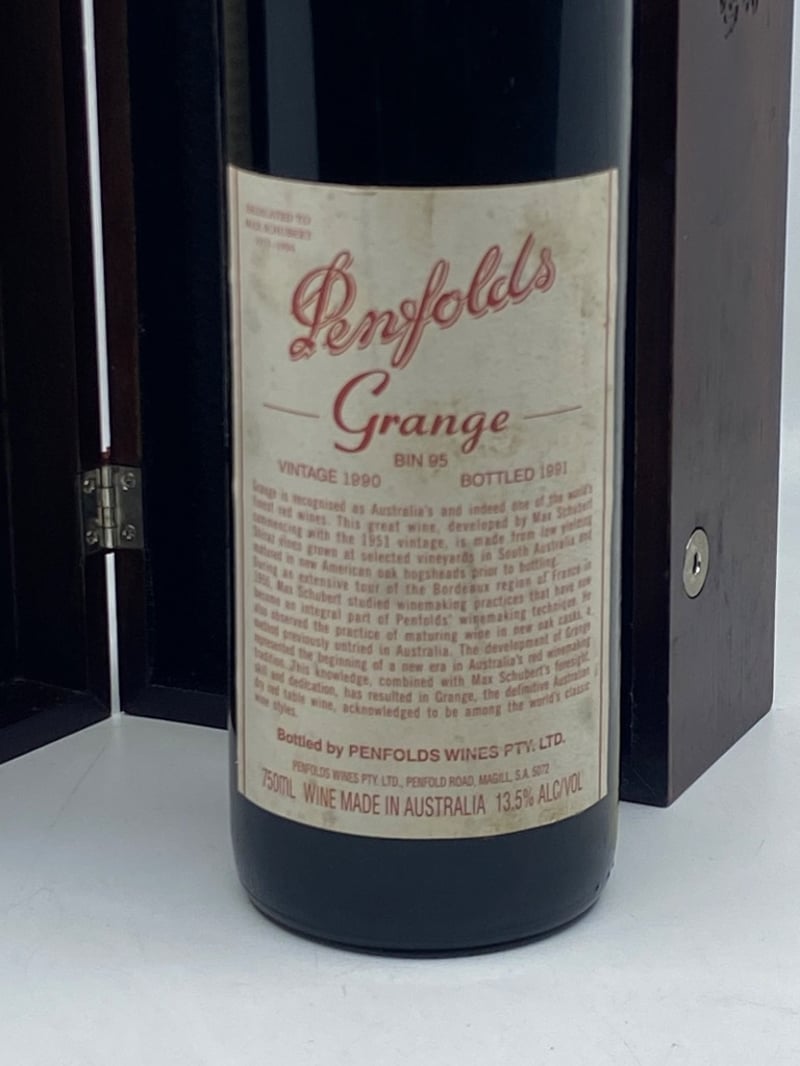 DEDICATED TO
MAX SCHUBERT
1915-1994
Penfolds
Grange
BIN 95
VINTAGE 1990 BOTTLED 1991
Grange is recognised as Australia's and indeed one of the world's
finest red wines. This great wine, developed by Max Schubert
commencing with the 1951 vintage, is made from low yielding
Shiraz vines grown at selected vineyards in South Australia and
matured in new American oak hogsheads prior to bottling.
During an extensive tour of the Bordeaux region of France in
1950, Max Schubert studied winemaking practices that have now
become an integral part of Penfolds' winemaking technique. He
also observed the practice of maturing wine in new oak casks, a
method previously untried in Australia. The development of Grange
represented the beginning of a new era in Australia's red winemaking
tradition. This knowledge, combined with Max Schubert's foresight,
skill and dedication, has resulted in Grange, the definitive Australian
dry red table wine, acknowledged to be among the world's classic
wine styles.
Bottled by PENFOLDS WINES PTY. LTD.
PENFOLDS WINES PTY. LTD., PENFOLD ROAD, MAGILL, S.A. 5072
750ML WINE MADE IN AUSTRALIA 13.5% ALC/VOL